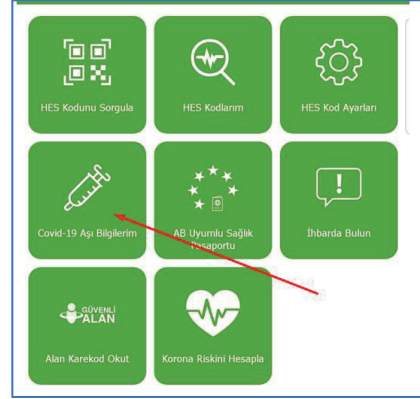 HES Kodunu Sorgula
HES Kodlarım
HES Kod Ayarları
Covid-19 Aşı Bilgilerim
AB Uyumlu Sağlık
Pasaportu
İhbarda Bulun
GÜVENLİ
ALAN
Alan Karekod Okut
Korona Riskini Hesapla